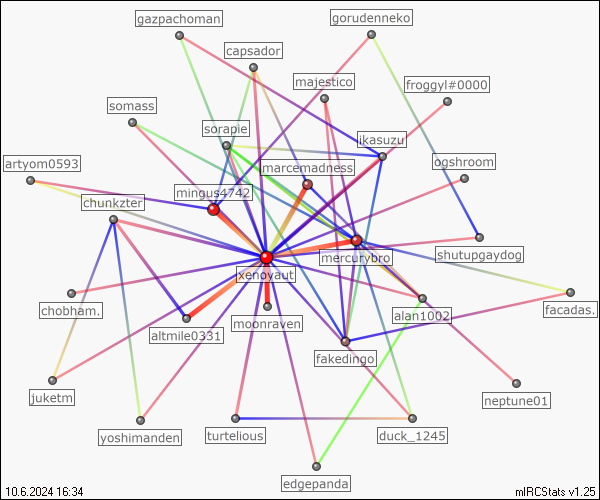 gazpachoman
gorudenneko
capsador
majestico
froggyl#0000
somass
sorapie
ikasuzu
artyom0593
marcemadness
ogshroom
chunkzter
mingus4742
xenoyaut
mercurybro
shutupgaydog
chobham.
moonraven
alan1002
facadas.
altmile0331
fakedingo
juketm
neptune01
yoshimanden
turtelious
duck_1245
edgepanda
10.6.2024 16:34
mIRCStats v1.25